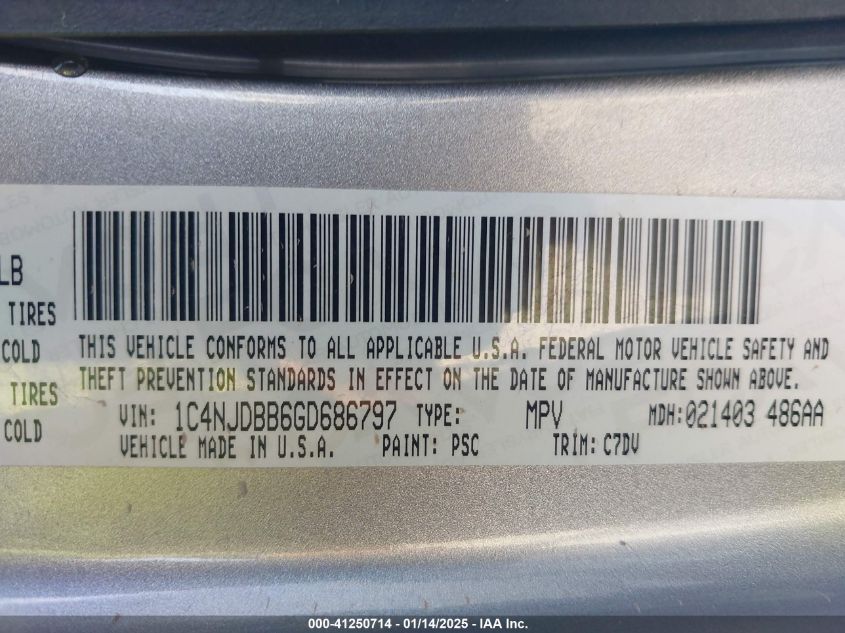 LB
TIRES
COLD
TIRES
COLD
THIS VEHICLE CONFORMS TO ALL APPLICABLE U.S.A. FEDERAL MOTOR VEHICLE SAFETY AND
THEFT PREVENTION STANDARDS IN EFFECT ON THE DATE OF MANUFACTURE SHOWN ABOVE.
VIN: 1C4NJDBB6GD686797 TYPE: MPV MDH:021403 486AA
VEHICLE MADE IN U.S.A. PAINT: PSC TRIM: C7DV
000-41250714 - 01/14/2025 - IAA Inc.